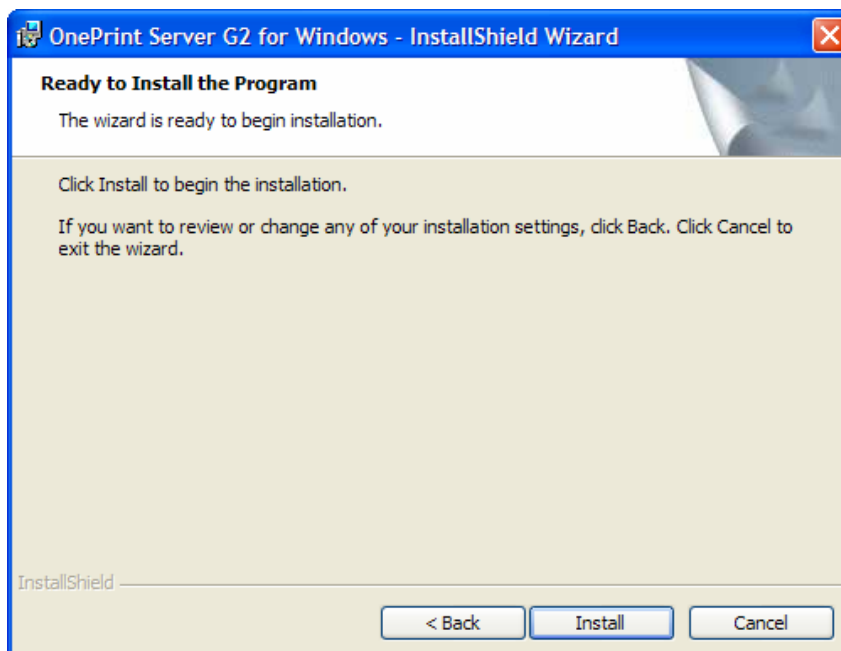 OnePrint Server G2 for Windows - InstallShield Wizard
Ready to Install the Program
The wizard is ready to begin installation.
Click Install to begin the installation.
If you want to review or change any of your installation settings, click Back. Click Cancel to
exit the wizard.
InstallShield
< Back Install Cancel